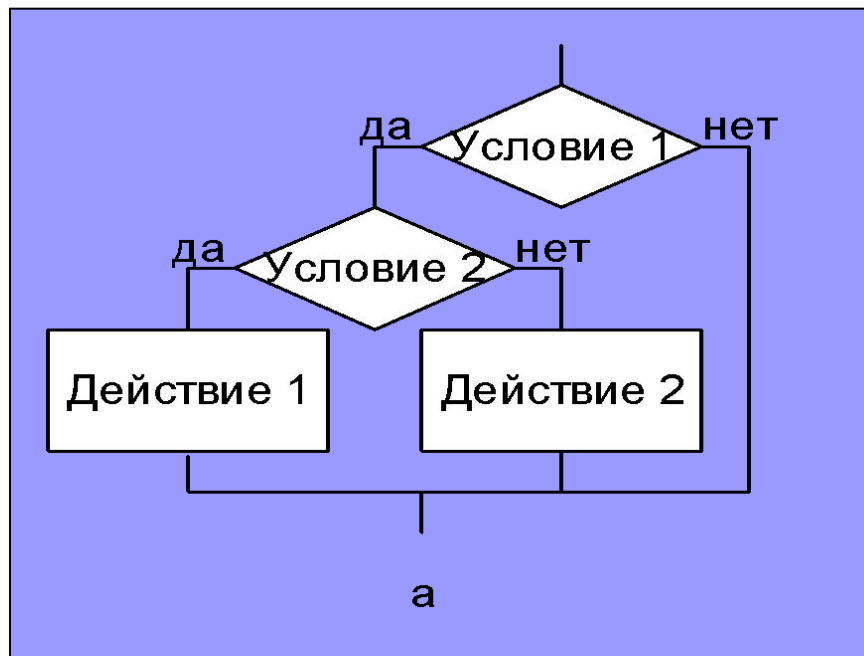 да Условие 1 нет
да Условие 2 нет
Действие 1 Действие 2
а